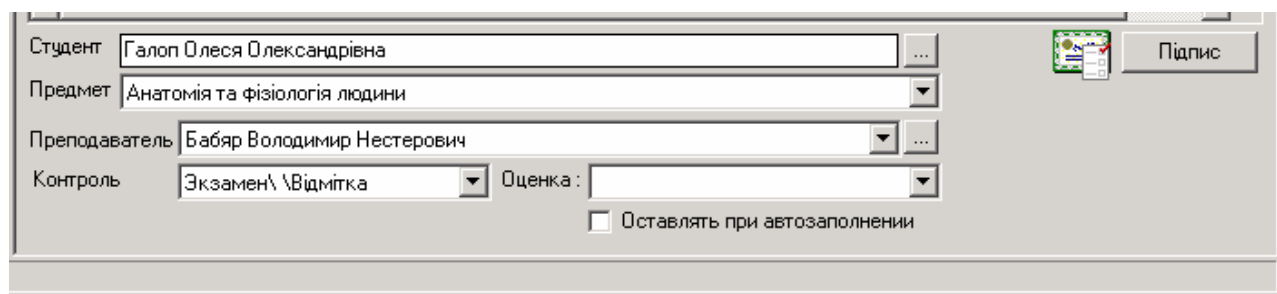 Студент Галоп Олеся Олександрівна ... Підпис
Предмет Анатомія та фізіологія людини
Преподаватель Бабяр Володимир Нестерович ...
Контроль Экзамен\ \Відмітка Оценка :
Оставлять при автозаполнении